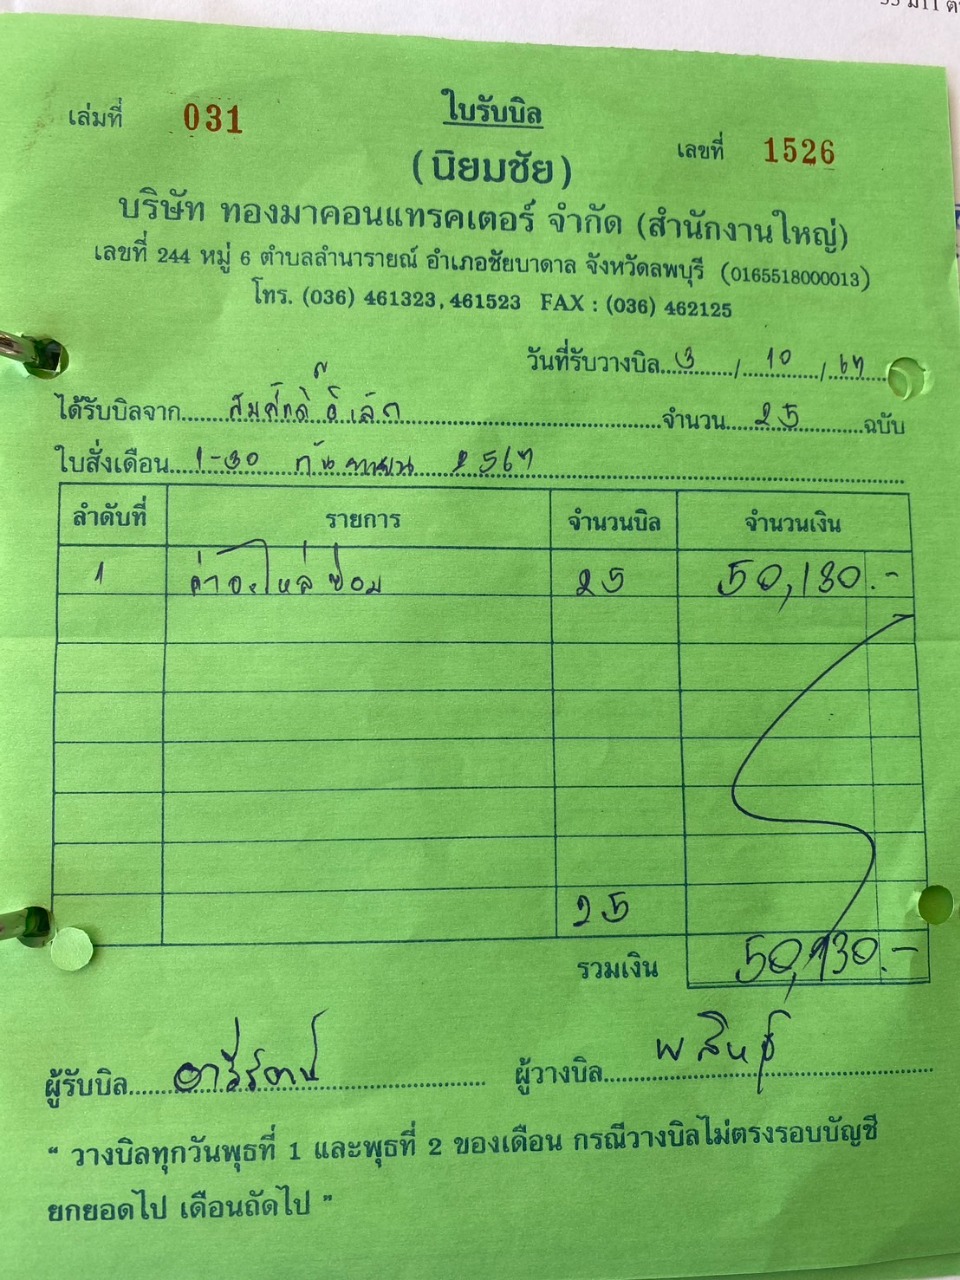 เล่มที่ 031
ใบรับบิล
เลขที่ 1526
(นิยมชัย)
บริษัท ทองมาคอนแทรคเตอร์ จำกัด (สำนักงานใหญ่)
เลขที่ 244 หมู่ 6 ตำบลลำนารายณ์ อำเภอชัยบาดาล จังหวัดลพบุรี (0165518000013)
โทร. (036) 461323, 461523 FAX : (036) 462125
วันที่รับวางบิล 3 / 10 / 67
ได้รับบิลจาก สมศักดิ์ จำนวน 25 ฉบับ
ใบสั่งเดือน 1-30 กันยายน 2567
ลำดับที่ รายการ จำนวนบิล จำนวนเงิน
1 ค่าอะไหล่ซ่อม 25 50,130.-
25
รวมเงิน 50,130.-
ผู้รับบิล
ผู้วางบิล
" วางบิลทุกวันพุธที่ 1 และพุธที่ 2 ของเดือน กรณีวางบิลไม่ตรงรอบบัญชี
ยกยอดไป เดือนถัดไป "